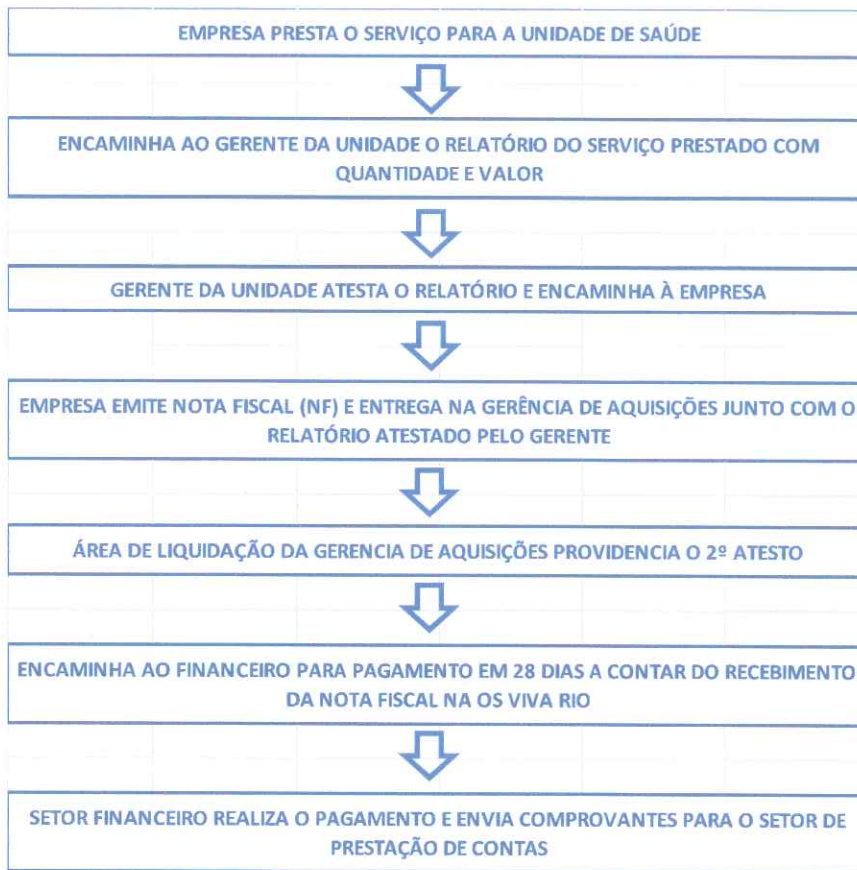 EMPRESA PRESTA O SERVIÇO PARA A UNIDADE DE SAÚDE
ENCAMINHA AO GERENTE DA UNIDADE O RELATÓRIO DO SERVIÇO PRESTADO COM
QUANTIDADE E VALOR
GERENTE DA UNIDADE ATESTA O RELATÓRIO E ENCAMINHA À EMPRESA
EMPRESA EMITE NOTA FISCAL (NF) E ENTREGA NA GERÊNCIA DE AQUISIÇÕES JUNTO COM O
RELATÓRIO ATESTADO PELO GERENTE
ÁREA DE LIQUIDAÇÃO DA GERENCIA DE AQUISIÇÕES PROVIDENCIA O 2º ATESTO
ENCAMINHA AO FINANCEIRO PARA PAGAMENTO EM 28 DIAS A CONTAR DO RECEBIMENTO
DA NOTA FISCAL NA OS VIVA RIO
SETOR FINANCEIRO REALIZA O PAGAMENTO E ENVIA COMPROVANTES PARA O SETOR DE
PRESTAÇÃO DE CONTAS